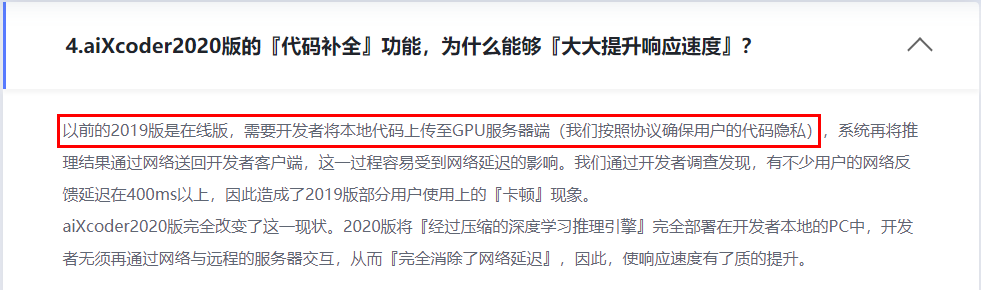 4.aiXcoder2020版的『代码补全』功能，为什么能够『大大提升响应速度』？
以前的2019版是在线版，需要开发者将本地代码上传至GPU服务器端（我们按照协议确保用户的代码隐私），系统再将推
理结果通过网络送回开发者客户端，这一过程容易受到网络延迟的影响。我们通过开发者调查发现，有不少用户的网络反
馈延迟在400ms以上，因此造成了2019版部分用户使用上的『卡顿』现象。
aiXcoder2020版完全改变了这一现状。2020版将『经过压缩的深度学习推理引擎』完全部署在开发者本地的PC中，开发
者无须再通过网络与远程的服务器交互，从而『完全消除了网络延迟』，因此，使响应速度有了质的提升。